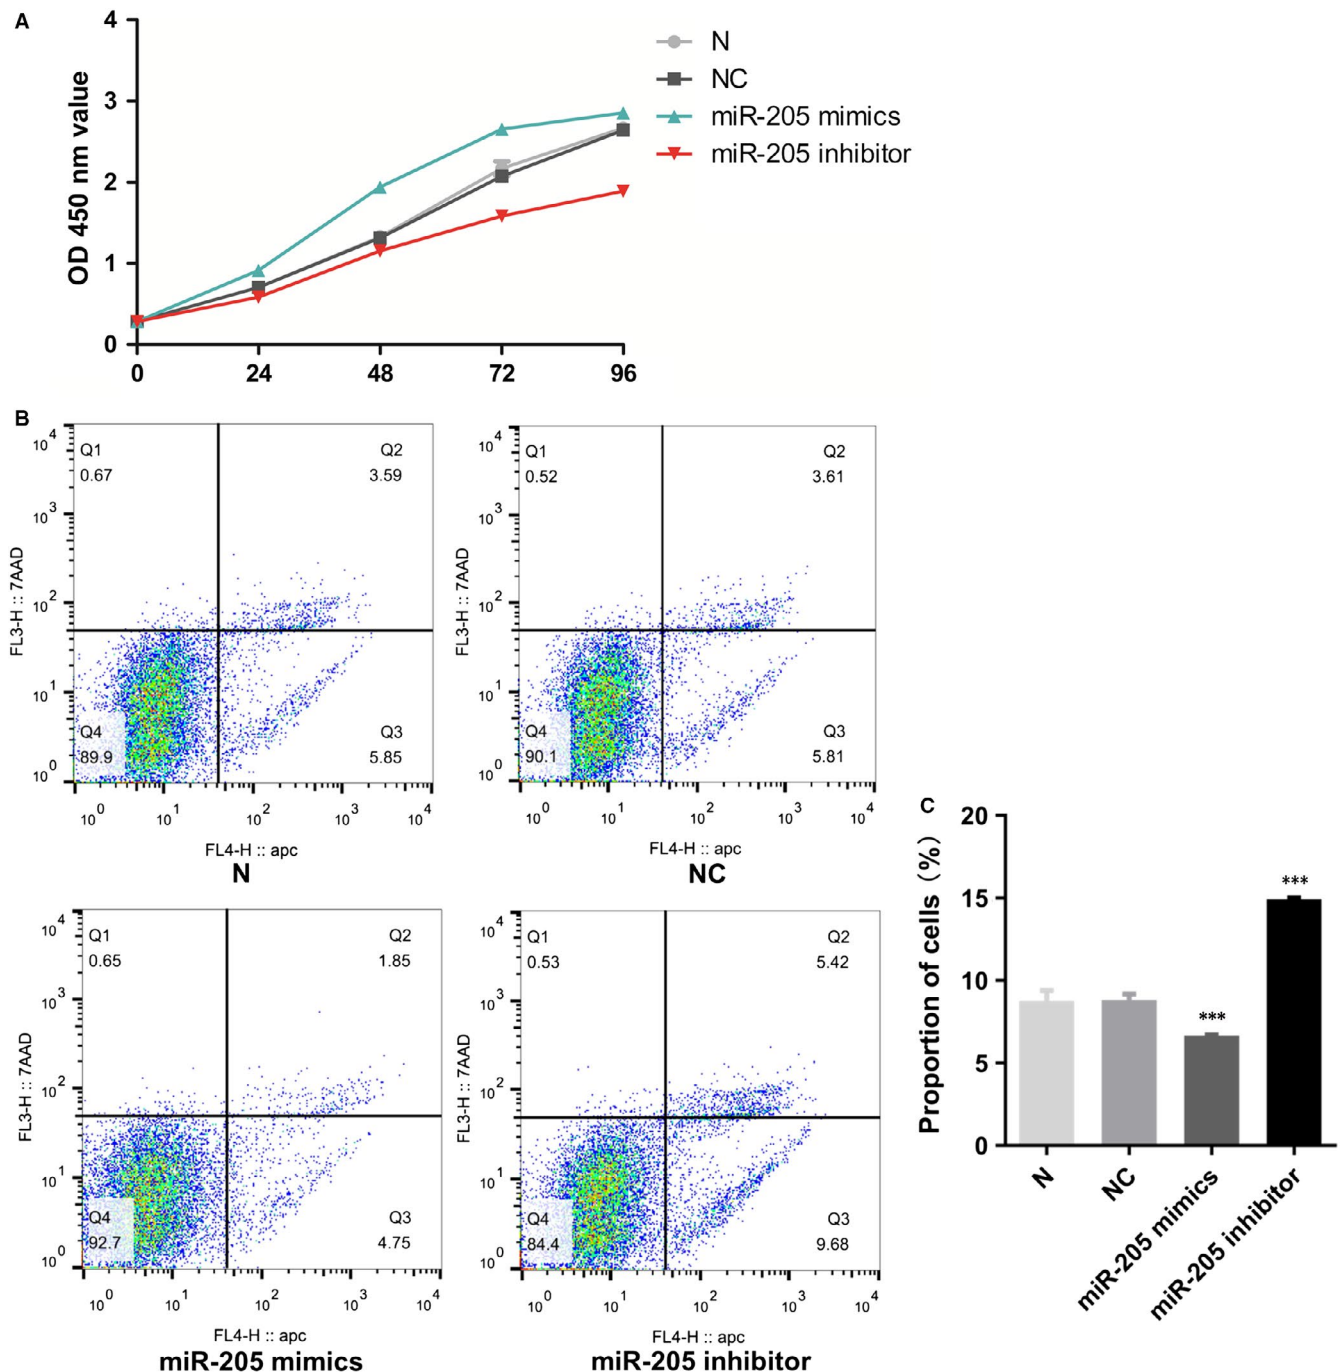 A
4
3
2
1
0
OD 450 nm value
0 24 48 72 96
N
NC
miR-205 mimics
miR-205 inhibitor
B
Q1
0.67
Q2
3.59
Q4
89.9
Q3
5.85
10^4
10^3
10^2
10^1
10^0
FL3-H :: 7AAD
10^0 10^1 10^2 10^3 10^4
FL4-H :: apc
N
Q1
0.52
Q2
3.61
Q4
90.1
Q3
5.81
10^4
10^3
10^2
10^1
10^0
FL3-H :: 7AAD
10^0 10^1 10^2 10^3 10^4
FL4-H :: apc
NC
Q1
0.65
Q2
1.85
Q4
92.7
Q3
4.75
10^4
10^3
10^2
10^1
10^0
FL3-H :: 7AAD
10^0 10^1 10^2 10^3 10^4
FL4-H :: apc
miR-205 mimics
Q1
0.53
Q2
5.42
Q4
84.4
Q3
9.68
10^4
10^3
10^2
10^1
10^0
FL3-H :: 7AAD
10^0 10^1 10^2 10^3 10^4
FL4-H :: apc
miR-205 inhibitor
C
20
15
10
5
0
Proportion of cells (%)
***
***
N
NC
miR-205 mimics
miR-205 inhibitor